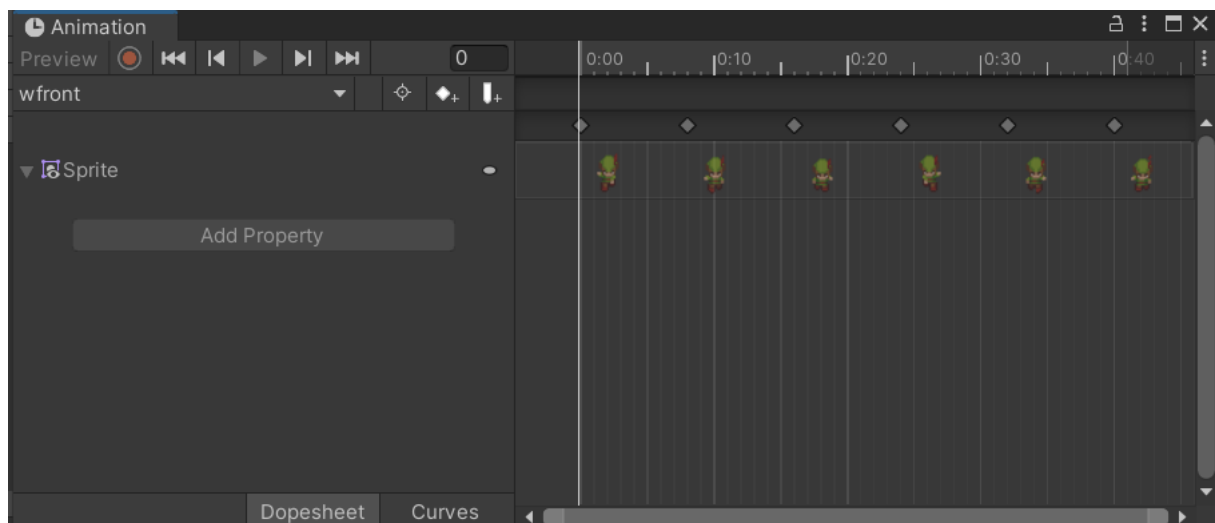 Animation
Preview 0 0:00 0:10 0:20 0:30 0:40
wfront
Sprite
Add Property
Dopesheet Curves